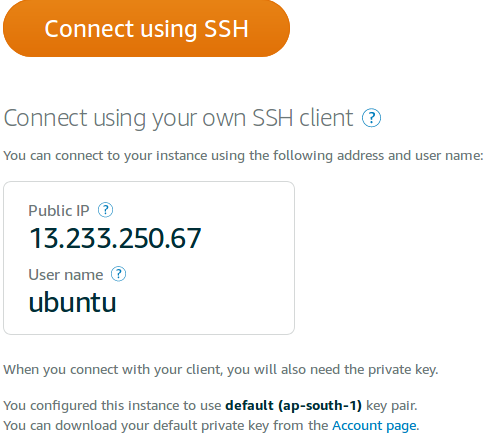 Connect using SSH
Connect using your own SSH client ?
You can connect to your instance using the following address and user name:
Public IP ?
13.233.250.67
User name ?
ubuntu
When you connect with your client, you will also need the private key.
You configured this instance to use default (ap-south-1) key pair.
You can download your default private key from the Account page.